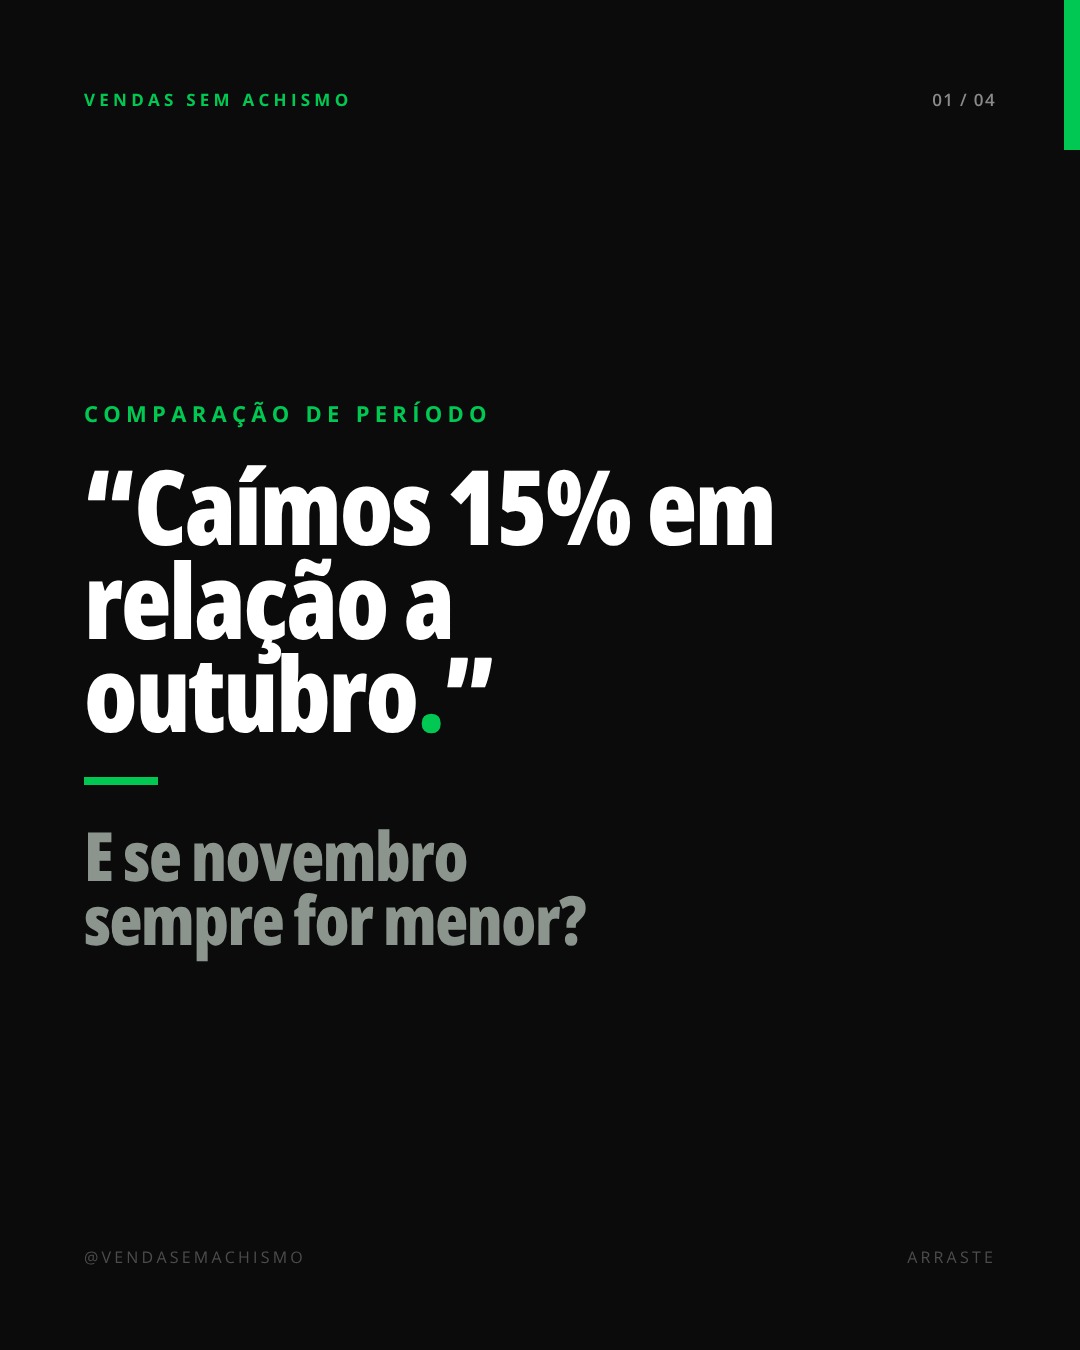 VENDAS SEM ACHISMO
01 / 04
COMPARAÇÃO DE PERÍODO
“Caímos 15% em
relação a
outubro.”
E se novembro
sempre for menor?
@VENDASEMACHISMO
ARRASTE